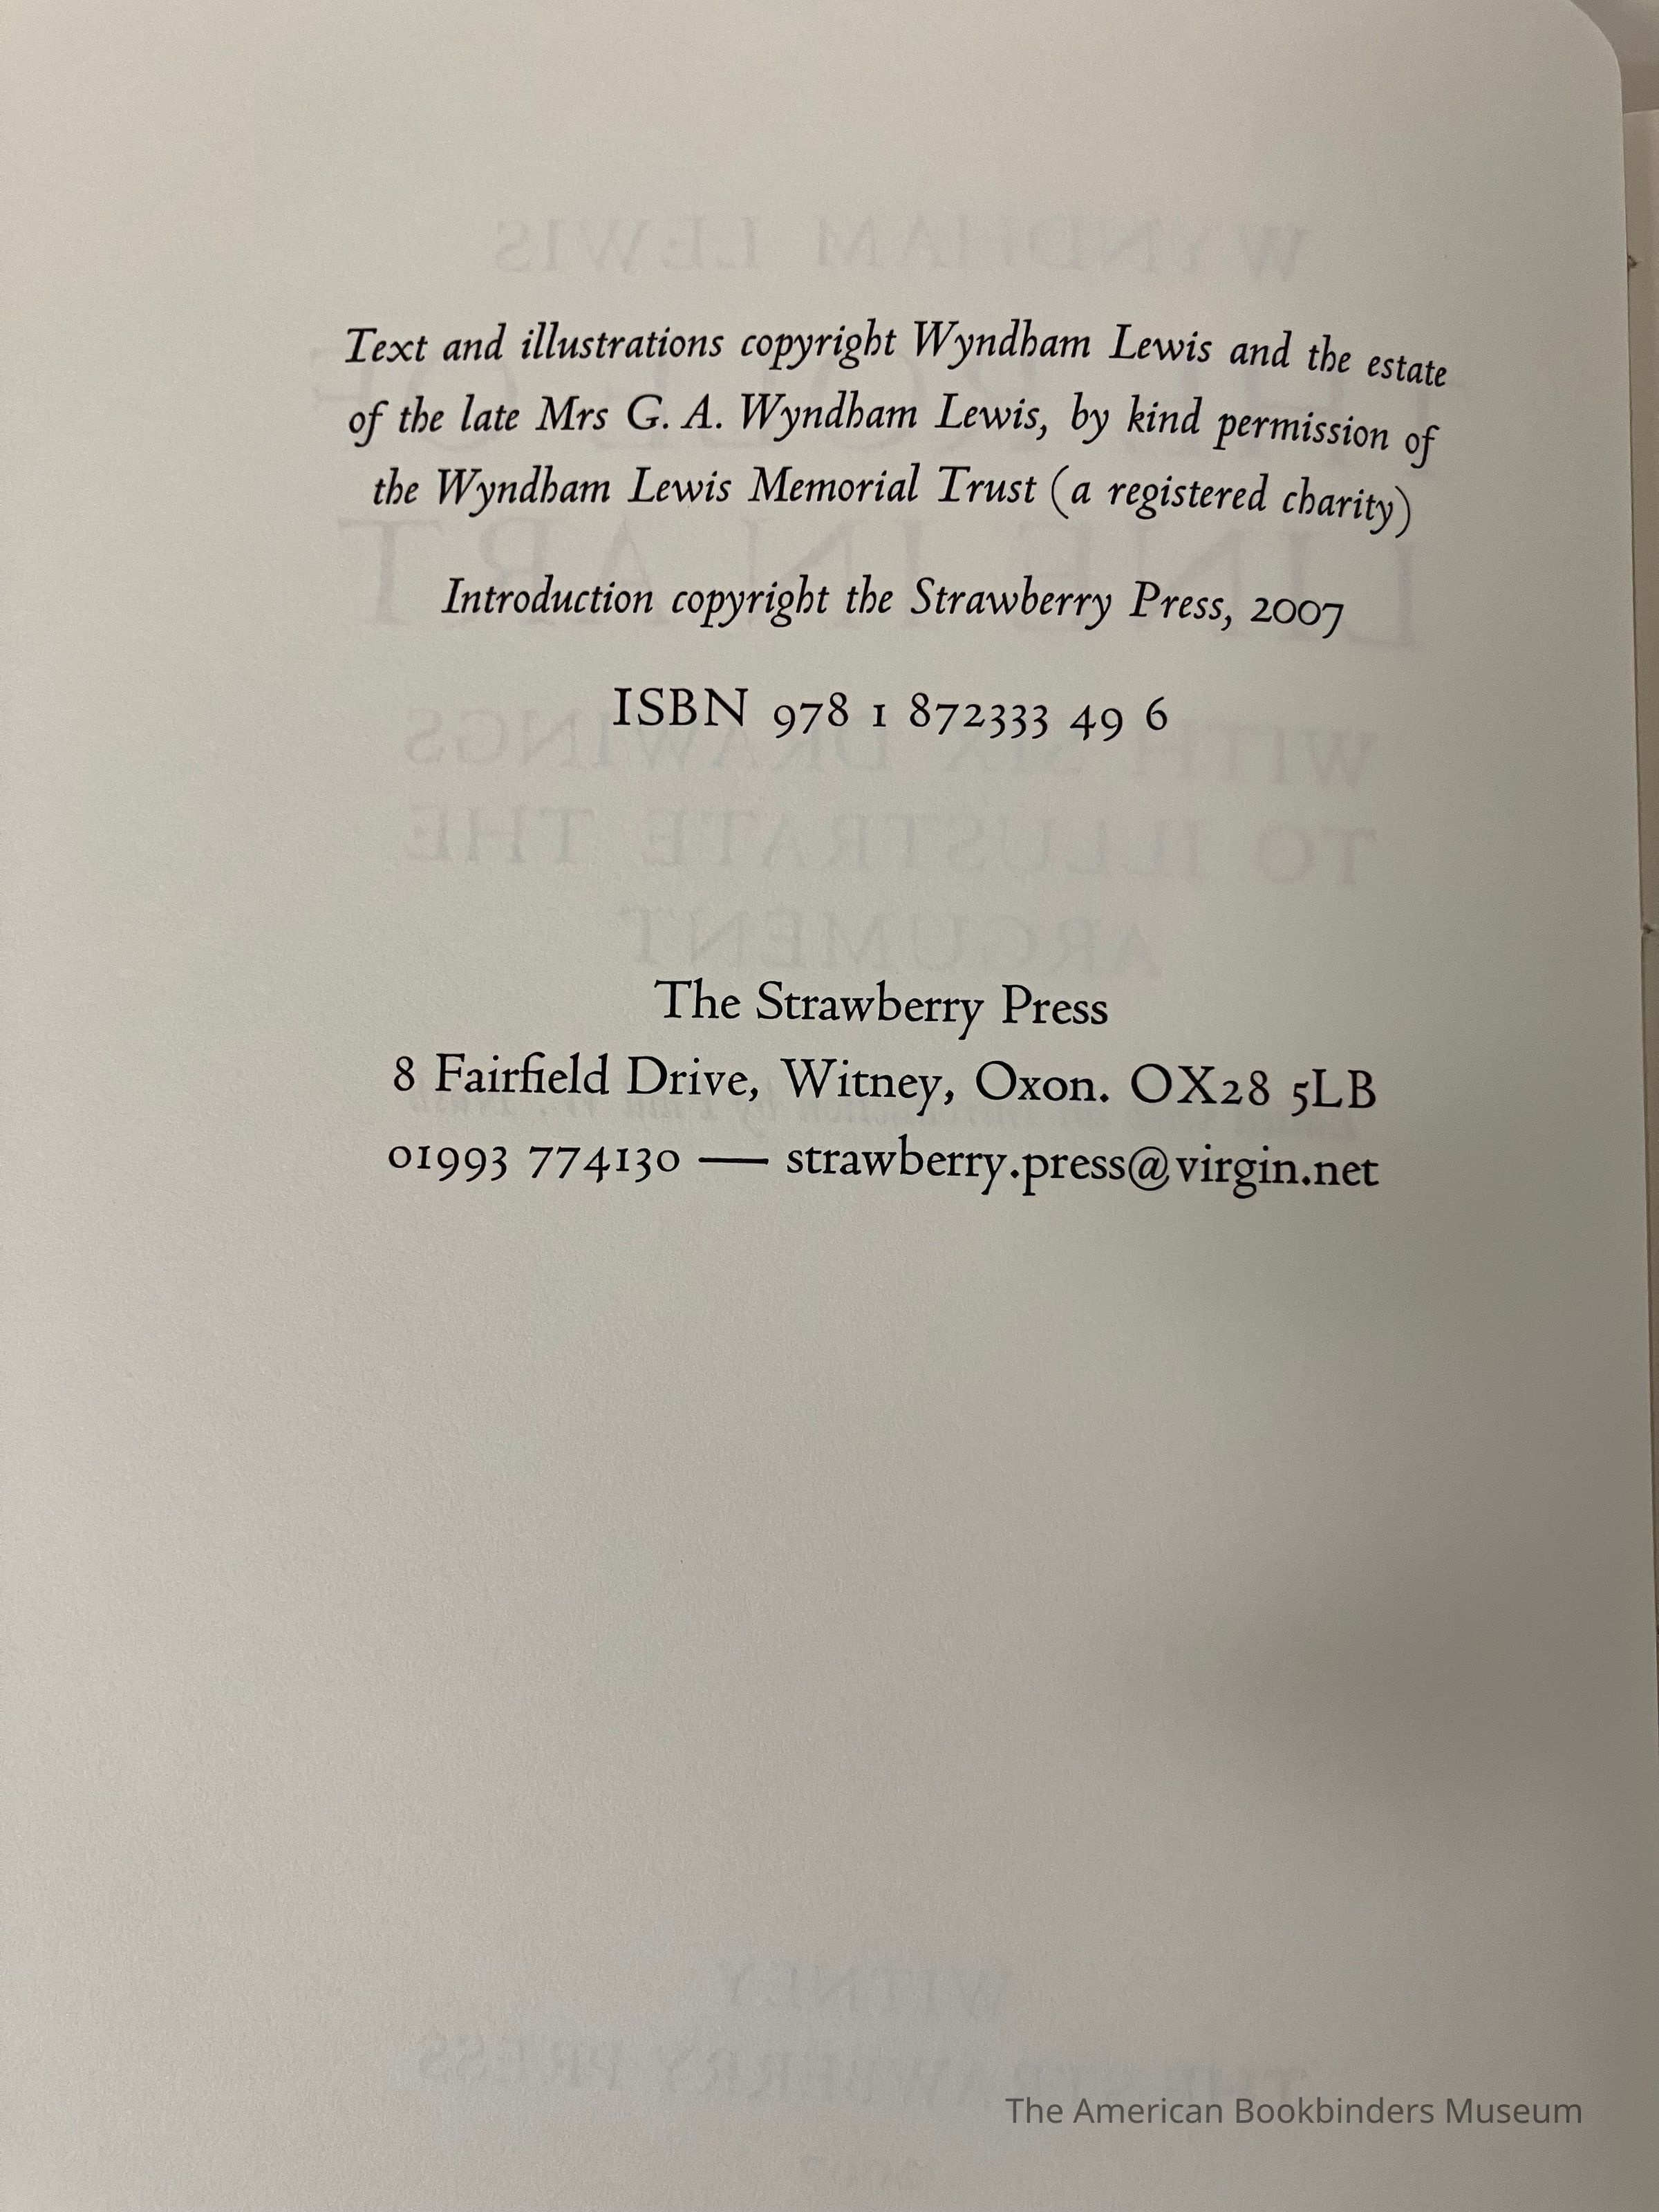 Text and illustrations copyright Wyndham Lewis and the estate
of the late Mrs G. A. Wyndham Lewis, by kind permission of
the Wyndham Lewis Memorial Trust (a registered charity)
Introduction copyright the Strawberry Press, 2007
ISBN 978 1 872333 49 6
The Strawberry Press
8 Fairfield Drive, Witney, Oxon. OX28 5LB
01993 774130 — strawberry.press@virgin.net
The American Bookbinders Museum